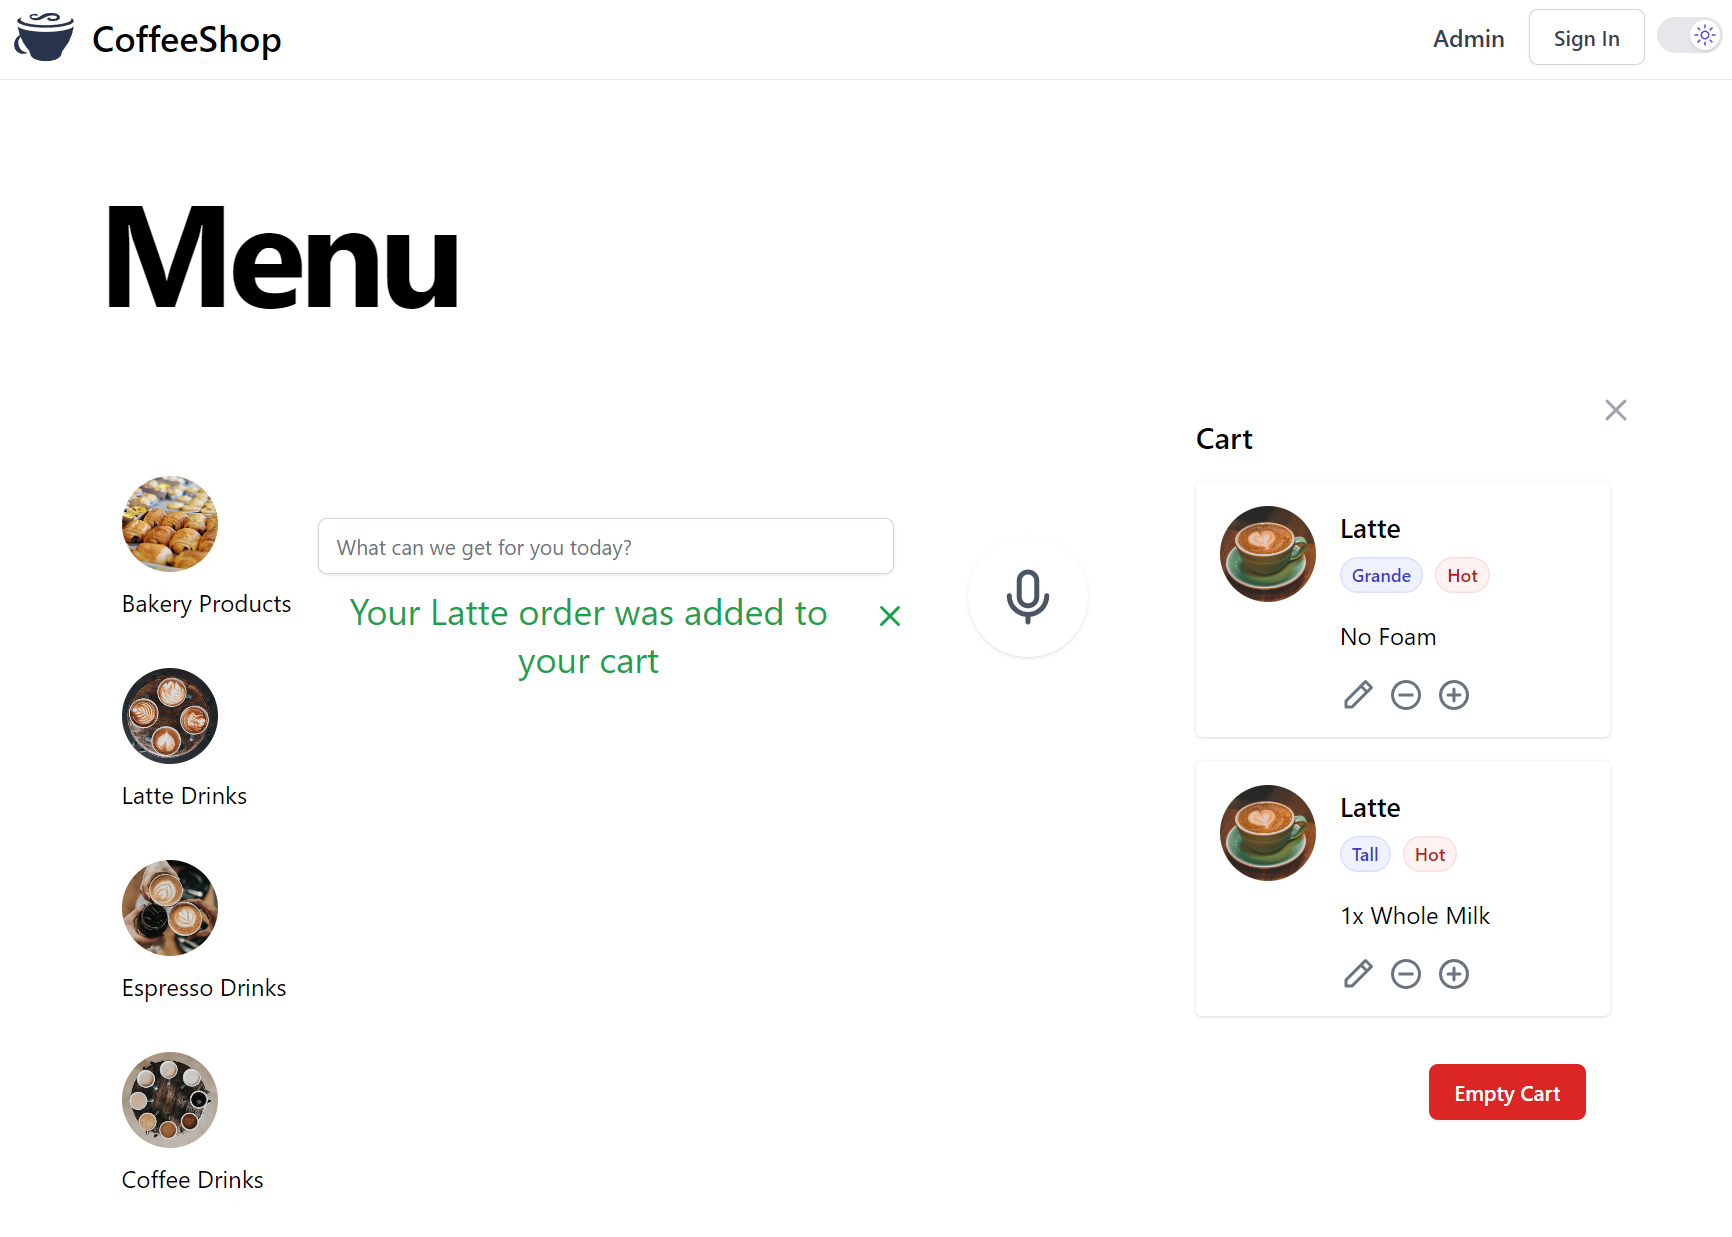 CoffeeShop
Admin
Sign In
Menu
Bakery Products
Latte Drinks
Espresso Drinks
Coffee Drinks
What can we get for you today?
Your Latte order was added to
your cart
Cart
Latte
Grande
Hot
No Foam
Latte
Tall
Hot
1x Whole Milk
Empty Cart